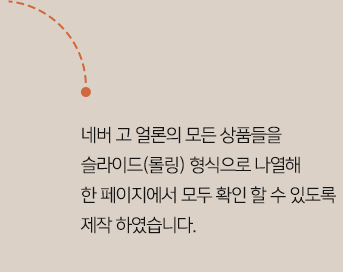 네버 고 얼론의 모든 상품들을
슬라이드(롤링) 형식으로 나열해
한 페이지에서 모두 확인 할 수 있도록
제작 하였습니다.